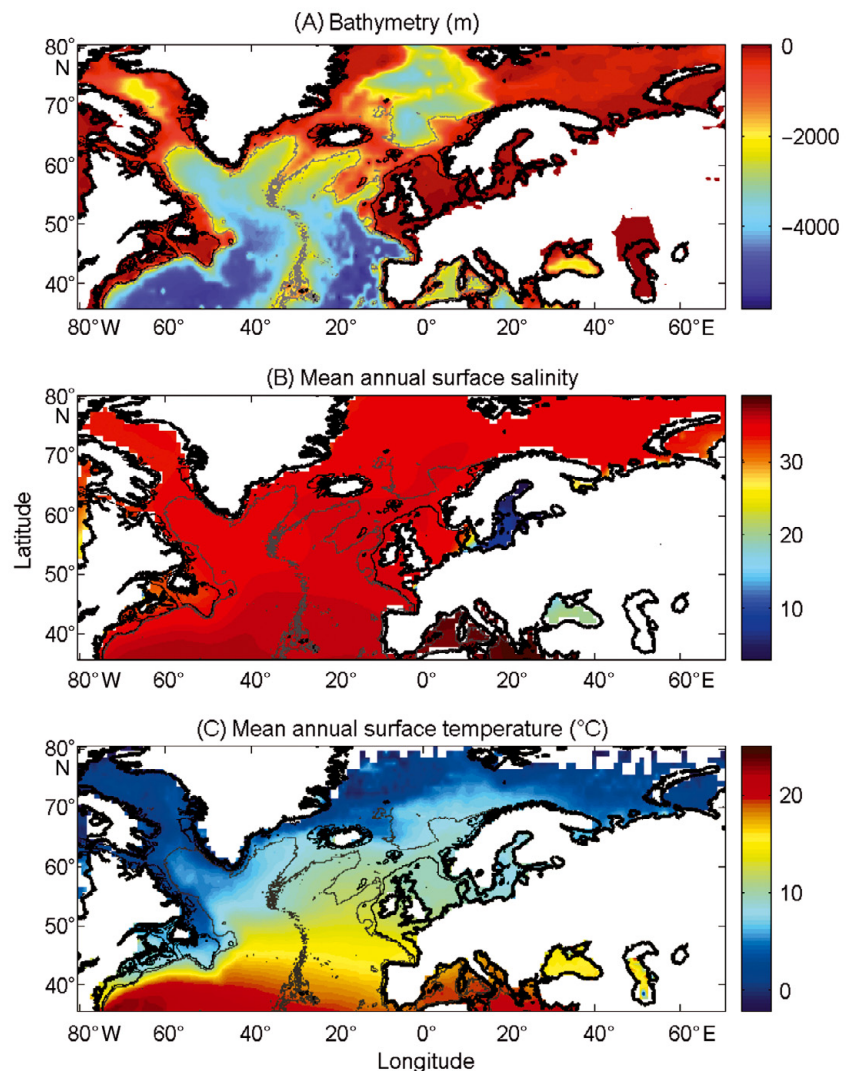 (A) Bathymetry (m)
80°
N
70°
60°
50°
40°
80° W 60° 40° 20° 0° 20° 40° 60° E
0
−2000
−4000
(B) Mean annual surface salinity
80°
N
70°
60°
50°
40°
80° W 60° 40° 20° 0° 20° 40° 60° E
30
20
10
Latitude
(C) Mean annual surface temperature (°C)
80°
N
70°
60°
50°
40°
80° W 60° 40° 20° 0° 20° 40° 60° E
20
10
0
Longitude